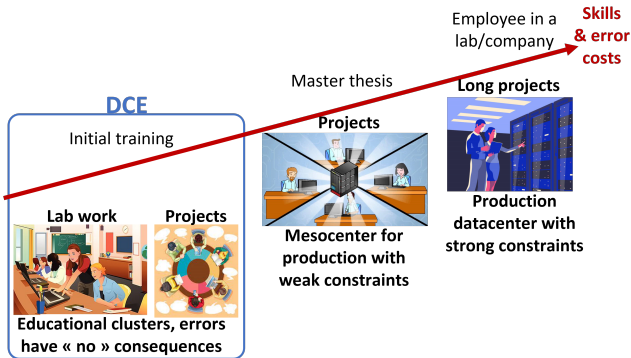 Employee in a
lab/company
Skills
& error
costs
Master thesis
Long projects
DCE
Initial training
Projects
Lab work
Projects
Production
datacenter with
strong constraints
Mesocenter for
production with
weak constraints
Educational clusters, errors
have « no » consequences